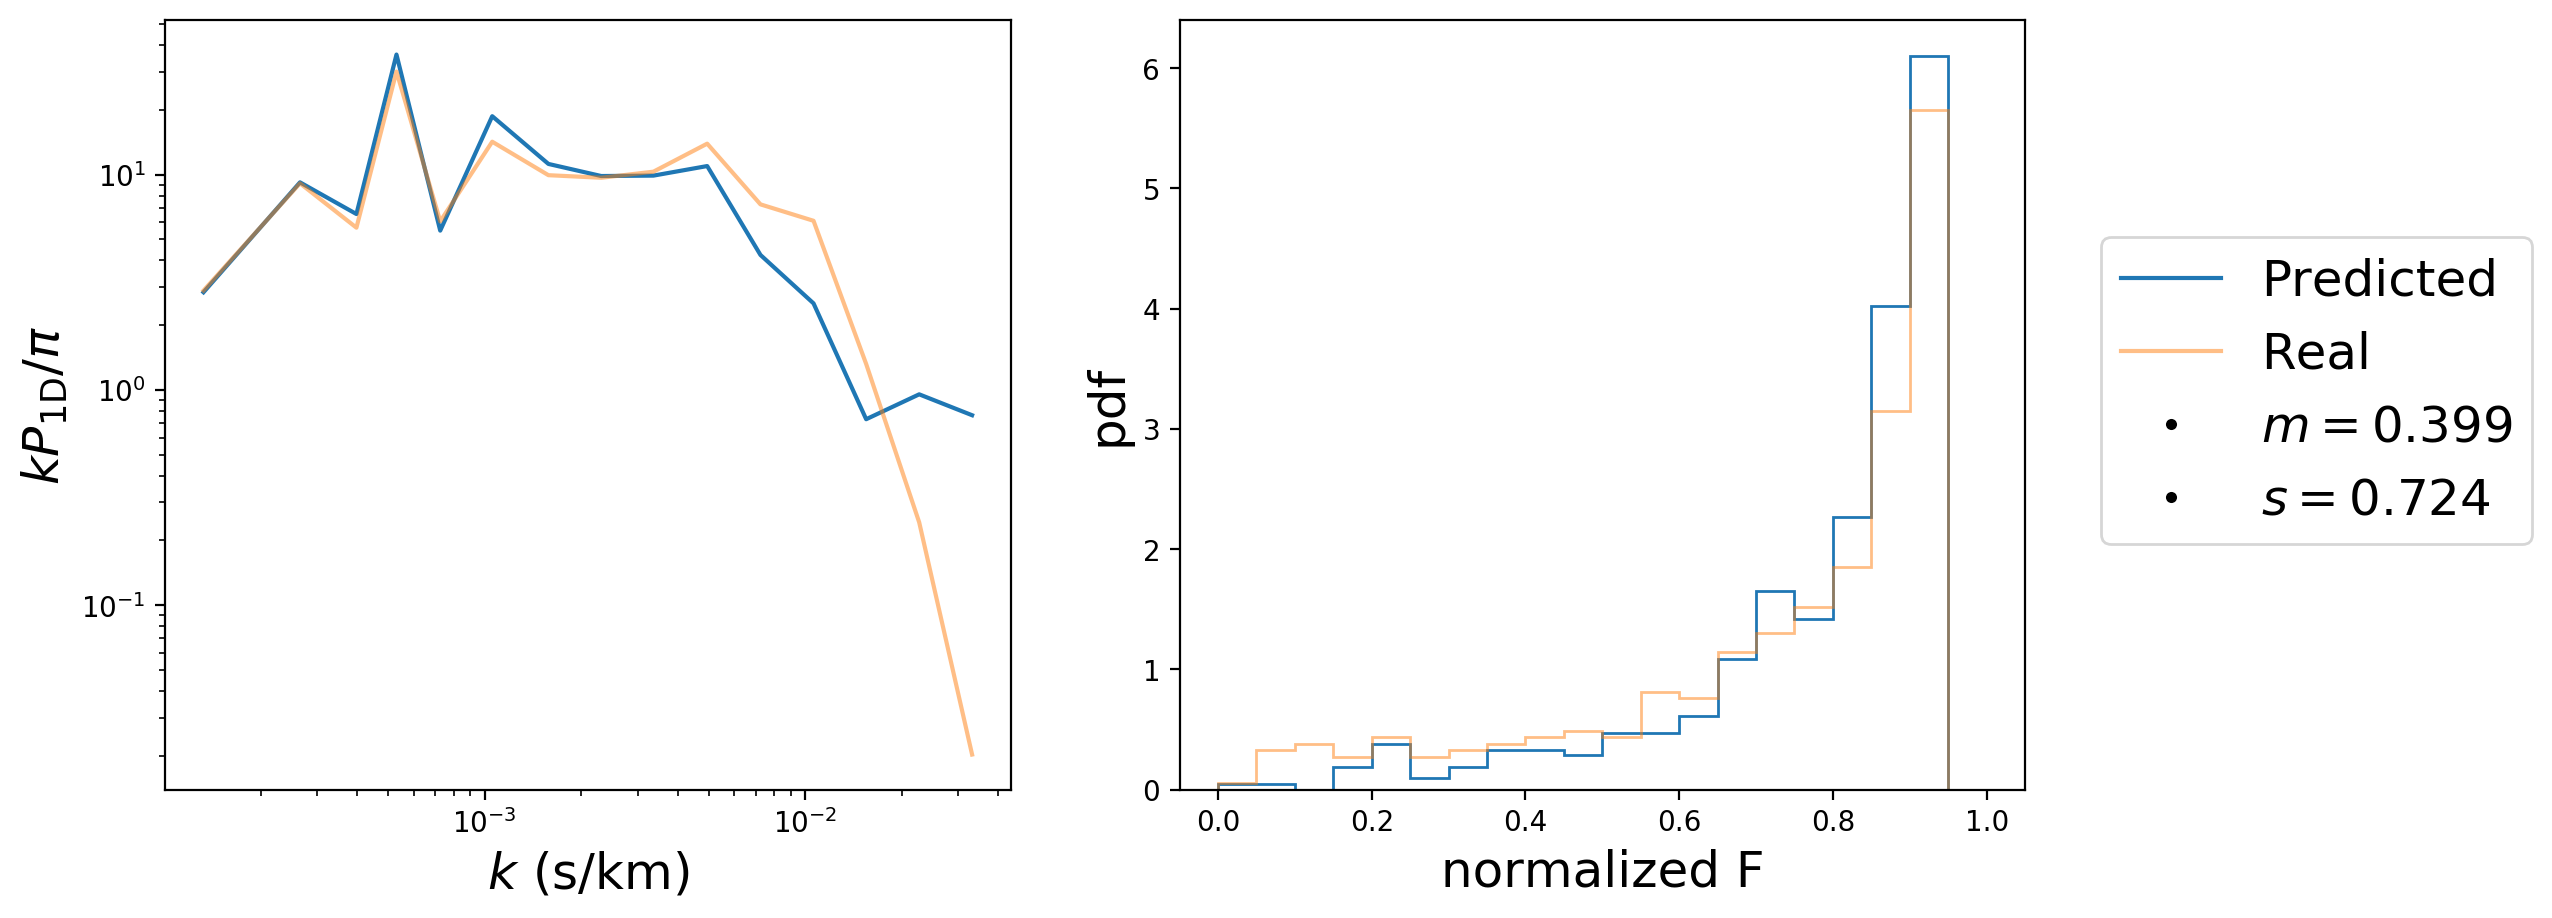 10¹
10⁰
10⁻¹
kP₁D/π
10⁻³ 10⁻²
k (s/km)
6
5
4
3
2
1
0
pdf
0.0 0.2 0.4 0.6 0.8 1.0
normalized F
Predicted
Real
m = 0.399
s = 0.724